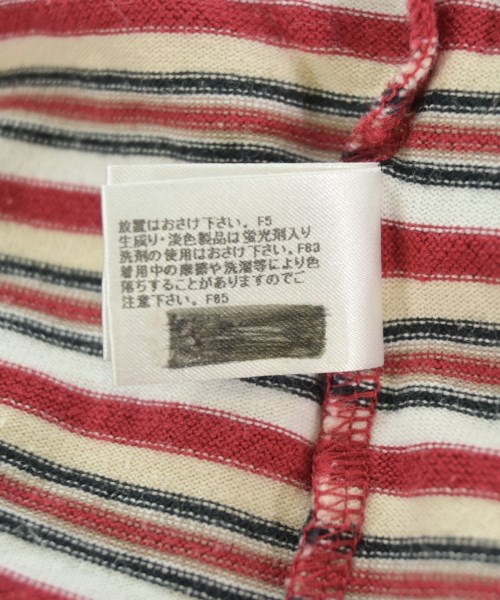 放置はおさけ下さい。F5
生成り・淡色製品は蛍光剤入り
洗剤の使用はおさけ下さい。F63
着用中の摩擦や洗濯等により色
落ちすることがありますのでご
注意下さい。F65